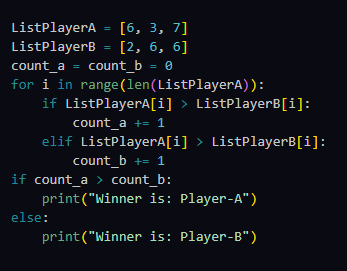 ListPlayerA = [6, 3, 7]
ListPlayerB = [2, 6, 6]
count_a = count_b = 0
for i in range(len(ListPlayerA)):
    if ListPlayerA[i] > ListPlayerB[i]:
        count_a += 1
    elif ListPlayerA[i] > ListPlayerB[i]:
        count_b += 1
if count_a > count_b:
    print("Winner is: Player-A")
else:
    print("Winner is: Player-B")